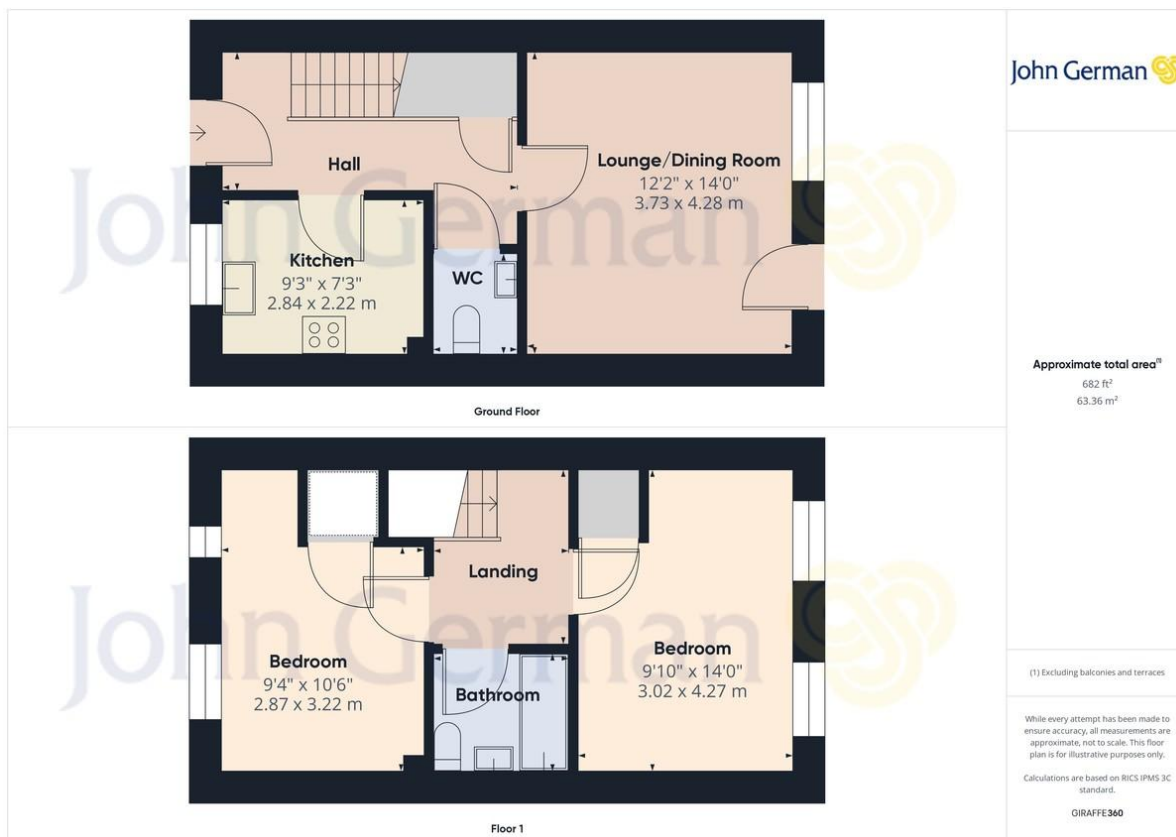 John German
Hall
Lounge/Dining Room
12'2" x 14'0"
3.73 x 4.28 m
Kitchen
9'3" x 7'3"
2.84 x 2.22 m
WC
Ground Floor
John German
Landing
Bedroom
9'4" x 10'6"
2.87 x 3.22 m
Bathroom
Bedroom
9'10" x 14'0"
3.02 x 4.27 m
Floor 1
John German
Approximate total area⁽¹⁾
682 ft²
63.36 m²
(1) Excluding balconies and terraces
While every attempt has been made to
ensure accuracy, all measurements are
approximate, not to scale. This floor
plan is for illustrative purposes only.
Calculations are based on RICS IPMS 3C
standard.
GIRAFFE360